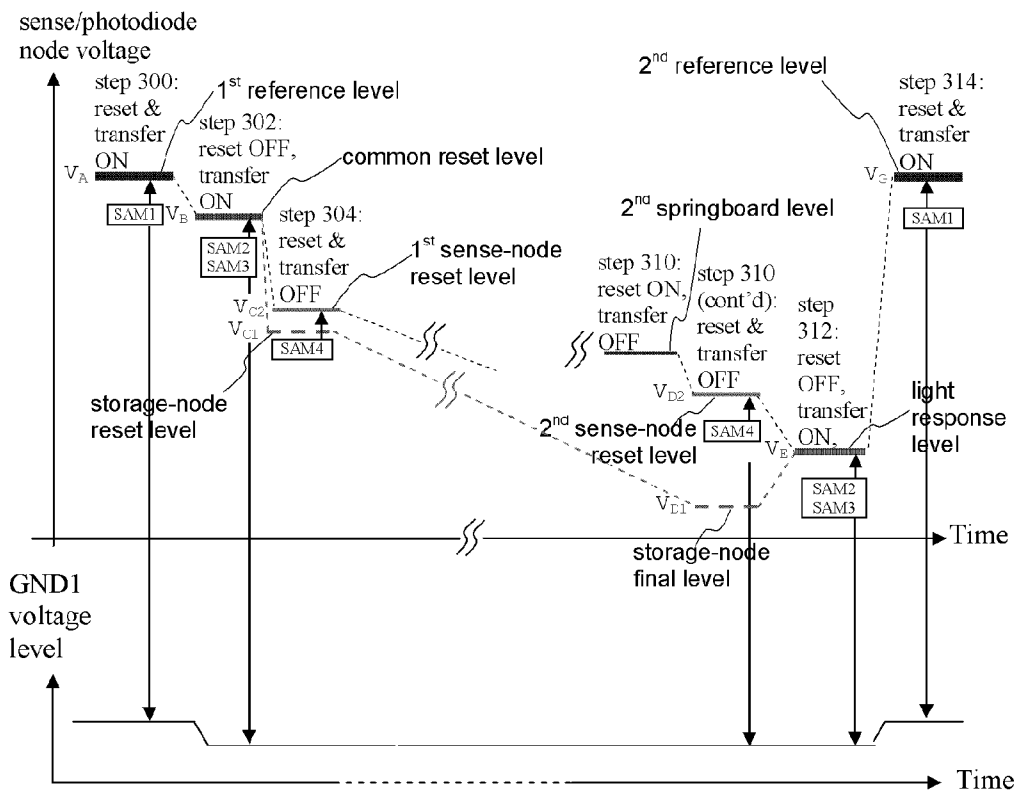 sense/photodiode
node voltage
step 300:
reset &
transfer
ON
1st reference level
step 302:
reset OFF,
transfer
ON
common reset level
step 304:
reset &
transfer
OFF
1st sense-node
reset level
VA
VB
VC2
VC1
SAM1
SAM2
SAM3
SAM4
storage-node
reset level
2nd reference level
2nd springboard level
step 310:
reset ON,
transfer
OFF
step 310
(cont'd):
reset &
transfer
OFF
step
312:
reset
OFF,
transfer
ON,
step 314:
reset &
transfer
ON
VG
SAM1
light
response
level
VD2
2nd sense-node
reset level
SAM4
VE
SAM2
SAM3
VD1
storage-node
final level
Time
GND1
voltage
level
Time